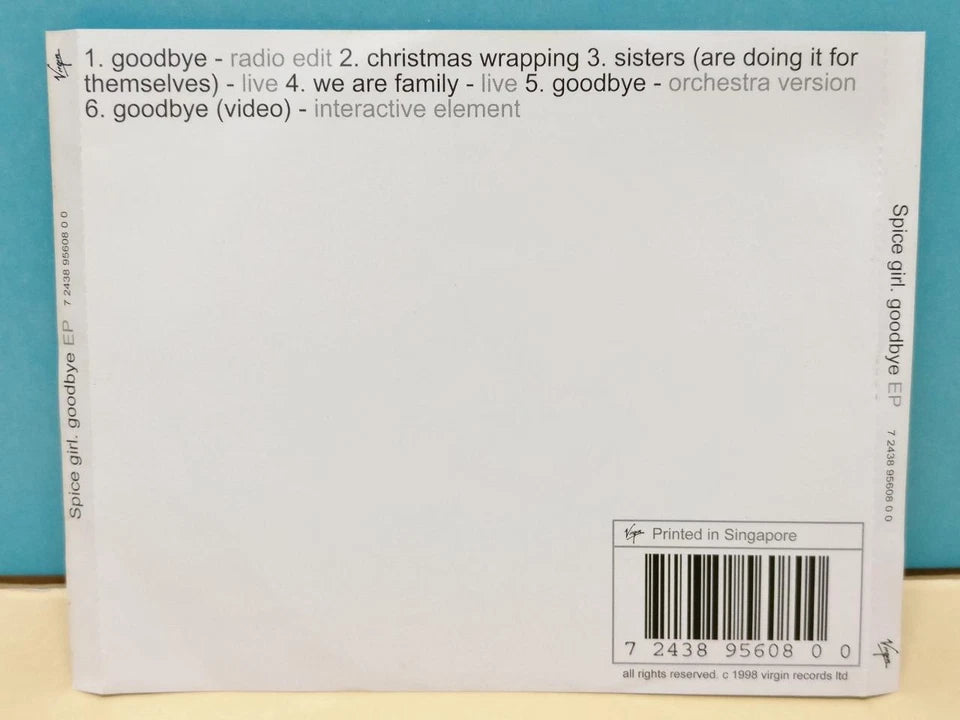 1. goodbye - radio edit 2. christmas wrapping 3. sisters (are doing it for
themselves) - live 4. we are family - live 5. goodbye - orchestra version
6. goodbye (video) - interactive element
Virgin
Spice girl. goodbye EP 7 2438 95608 0 0
Spice girl. goodbye EP 7 2438 95608 0 0
Virgin
Virgin Printed in Singapore
7 2438 95608 0 0
all rights reserved. c 1998 virgin records ltd